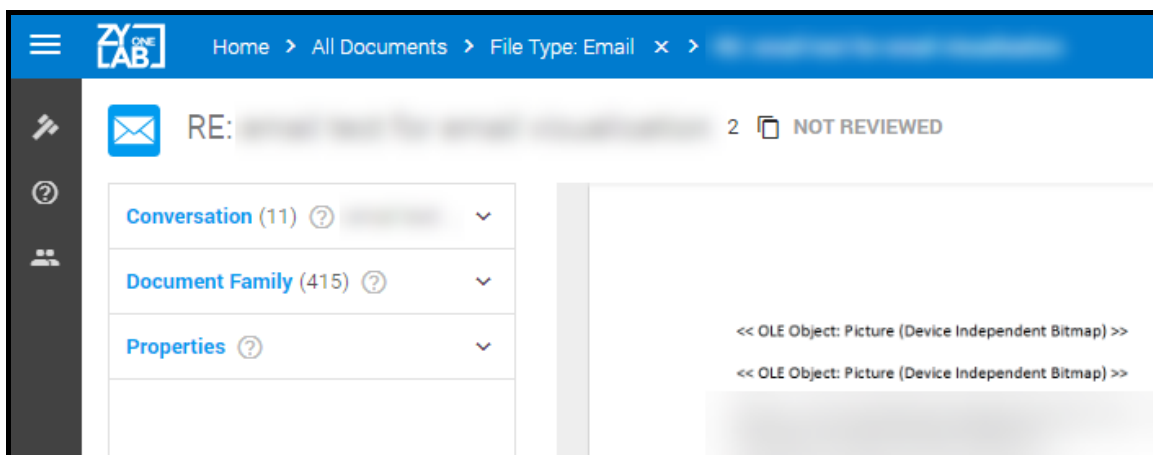 ZY ONE LAB
Home > All Documents > File Type: Email × >
RE: 2 NOT REVIEWED
Conversation (11) ?
Document Family (415) ?
Properties ?
<< OLE Object: Picture (Device Independent Bitmap) >>
<< OLE Object: Picture (Device Independent Bitmap) >>